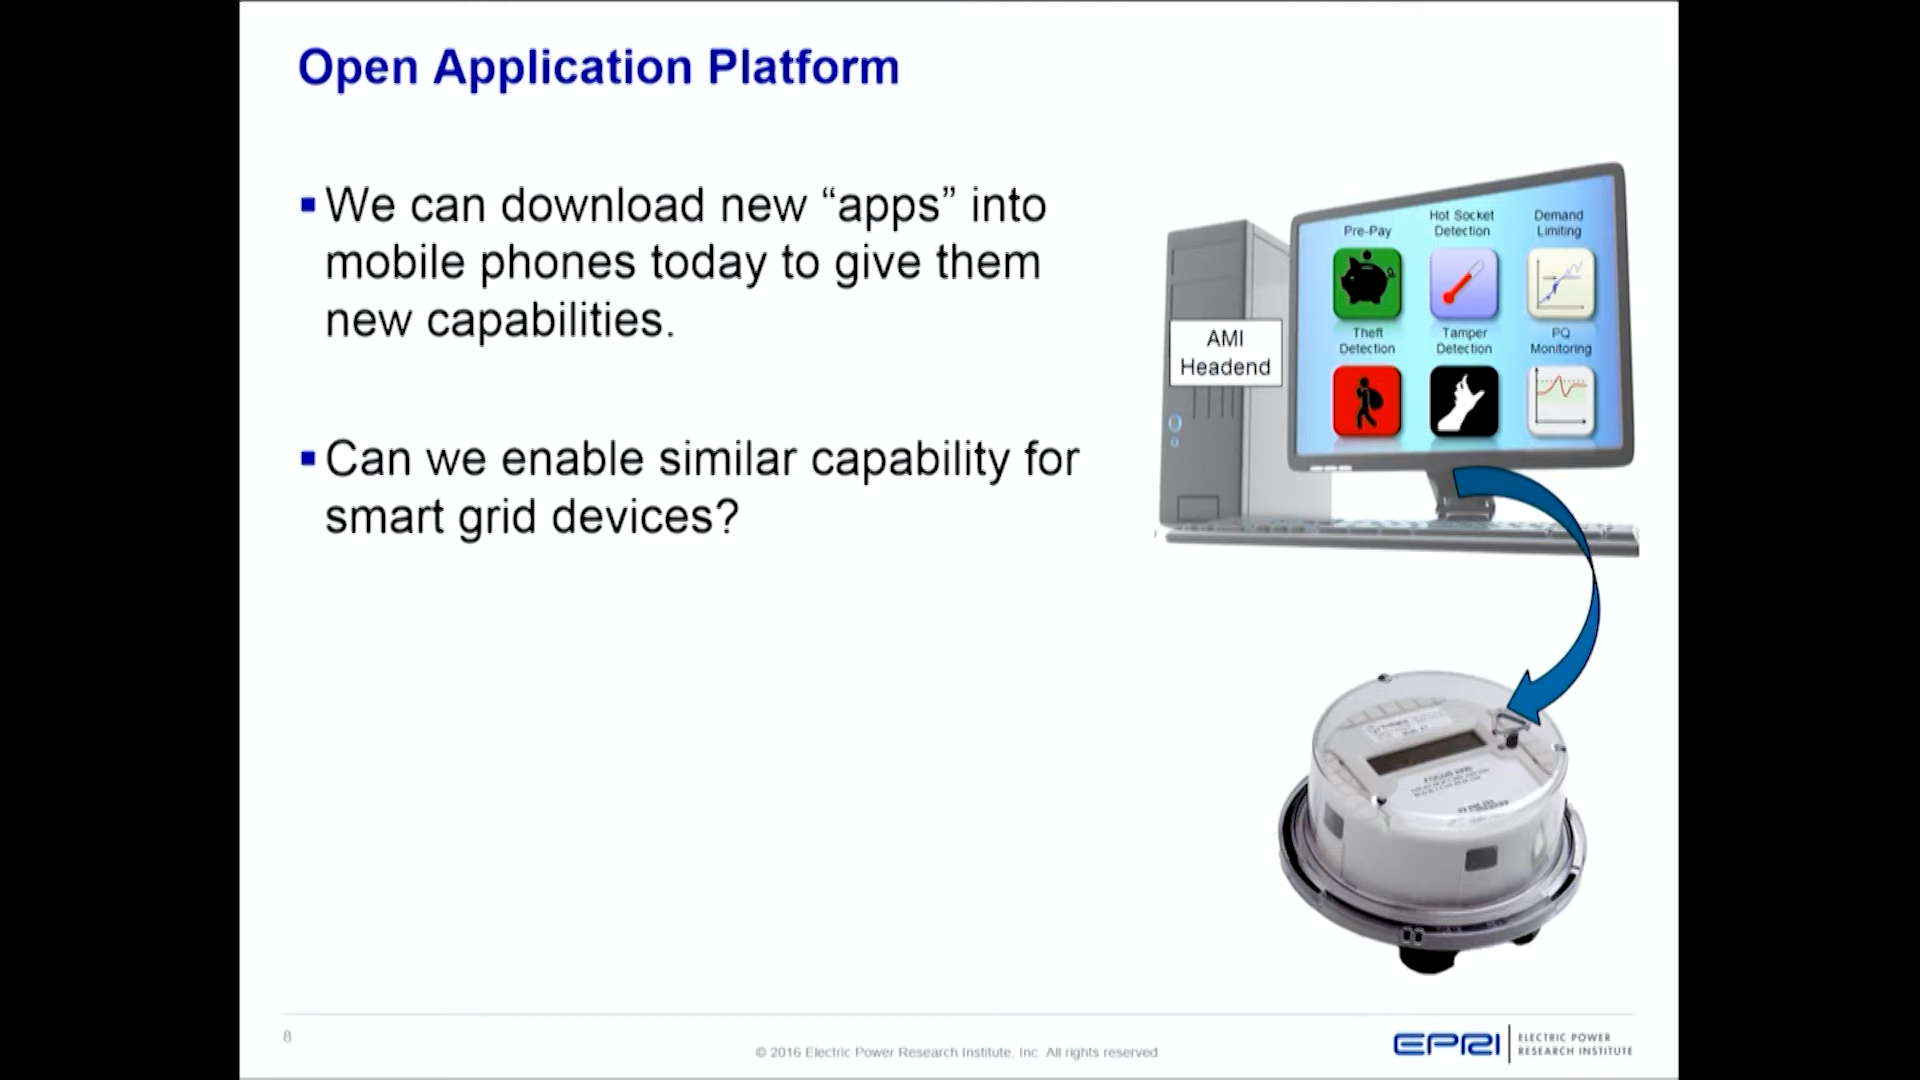 Open Application Platform
We can download new “apps” into
mobile phones today to give them
new capabilities.
Can we enable similar capability for
smart grid devices?
AMI
Headend
Pre-Pay
Hot Socket
Detection
Demand
Limiting
Theft
Detection
Tamper
Detection
PQ
Monitoring
8
© 2016 Electric Power Research Institute, Inc. All rights reserved
EPRI
ELECTRIC POWER
RESEARCH INSTITUTE